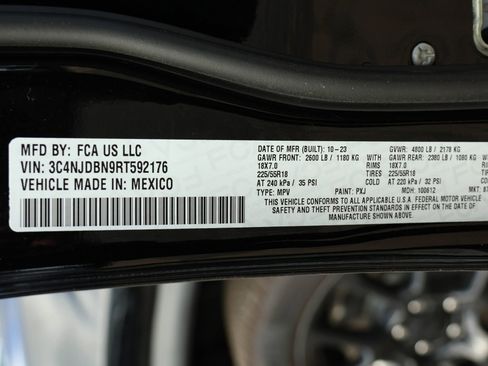 MFD BY: FCA US LLC
VIN: 3C4NJDBN9RT592176
VEHICLE MADE IN: MEXICO
DATE OF MFR (BUILT): 10-23 GVWR: 4800 LB / 2178 KG
GAWR FRONT: 2600 LB / 1180 KG GAWR REAR: 2380 LB / 1080 KG
18X7.0 RIMS 18X7.0
225/55R18 TIRES 225/55R18
AT 240 kPa / 35 PSI AT 220 kPa / 32 PSI
TYPE: MPV PAINT: PXJ MDH: 100612 MKT:
THIS VEHICLE CONFORMS TO ALL APPLICABLE U.S.A. FEDERAL MOTOR VEHICLE
SAFETY AND THEFT PREVENTION STANDARDS IN EFFECT ON THE DATE OF
MANUFACTURE SHOWN ABOVE.